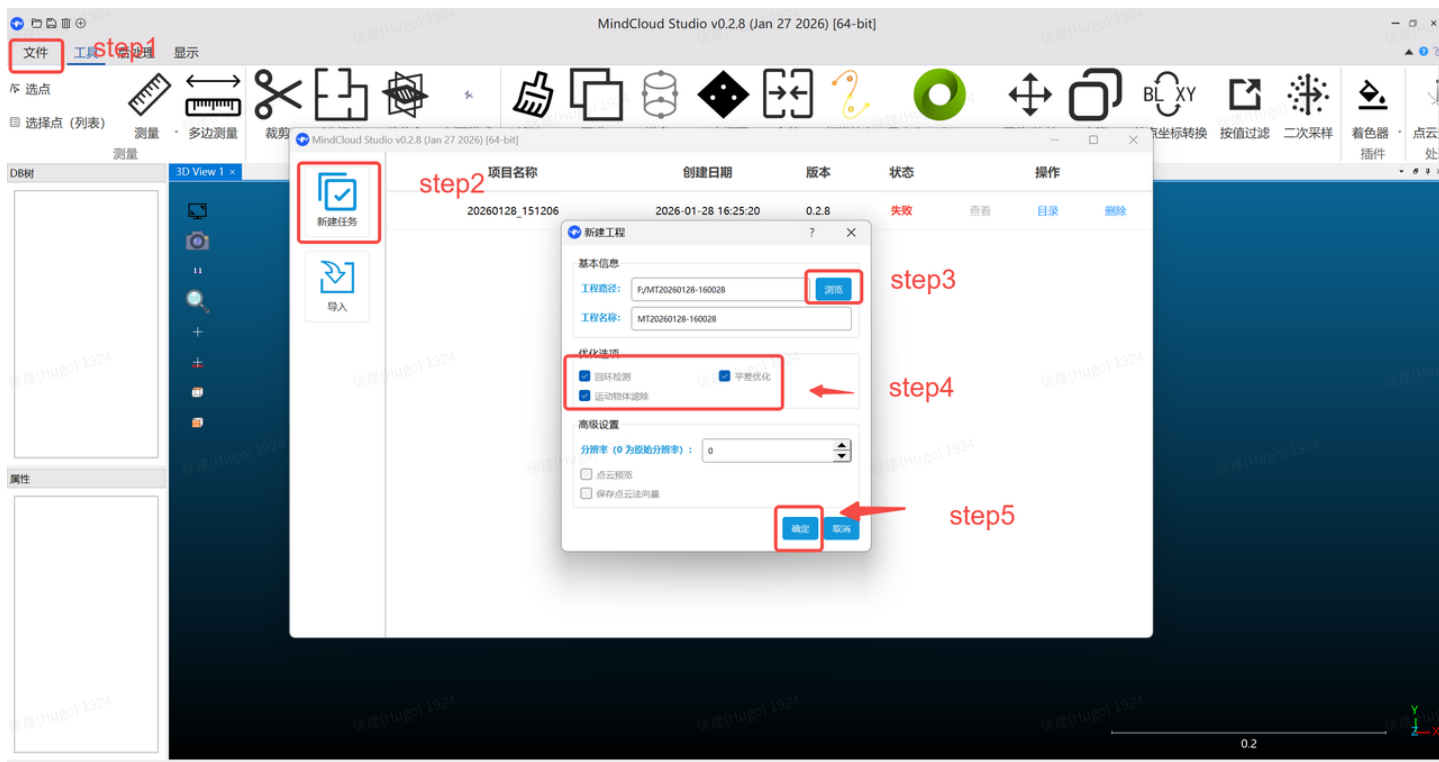 MindCloud Studio v0.2.8 (Jan 27 2026) [64-bit]
文件 工具 后处理 显示
step1
选点
选择点（列表）
测量 多边测量 裁剪
坐标转换 按值过滤 二次采样 着色器 点云
测量
插件
DB树
3D View 1 ×
MindCloud Studio v0.2.8 (Jan 27 2026) [64-bit]
新建任务
导入
step2
项目名称 创建日期 版本 状态 操作
20260128_151206 2026-01-28 16:25:20 0.2.8 失败 查看 目录 删除
新建工程 ? ×
基本信息
工程路径： F:/MT20260128-160028 浏览
step3
工程名称： MT20260128-160028
优化选项
回环检测 平差优化
运动物体滤除
step4
高级设置
分辨率（0 为原始分辨率）： 0
点云预览
保存点云法向量
确定 取消
step5
属性
0.2
Y
Z
X
徐建(Hugo) 1924